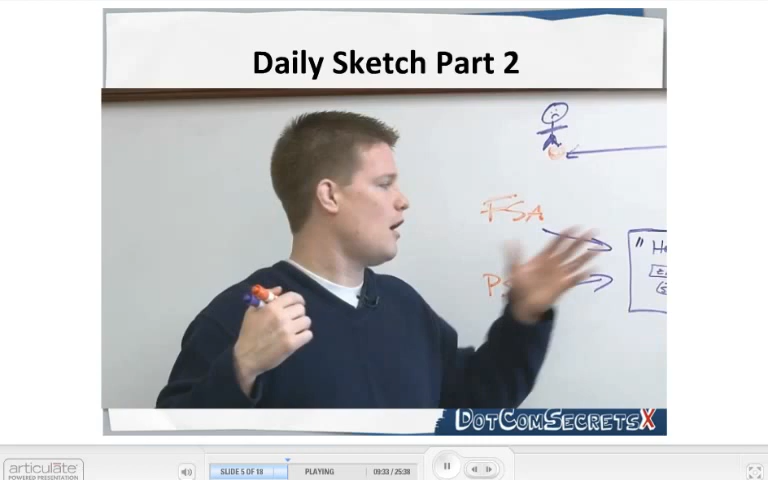 Daily Sketch Part 2
FSA
DotComSecretsX
articulate
POWERED PRESENTATION
SLIDE 5 OF 18
PLAYING
09:33 / 25:38